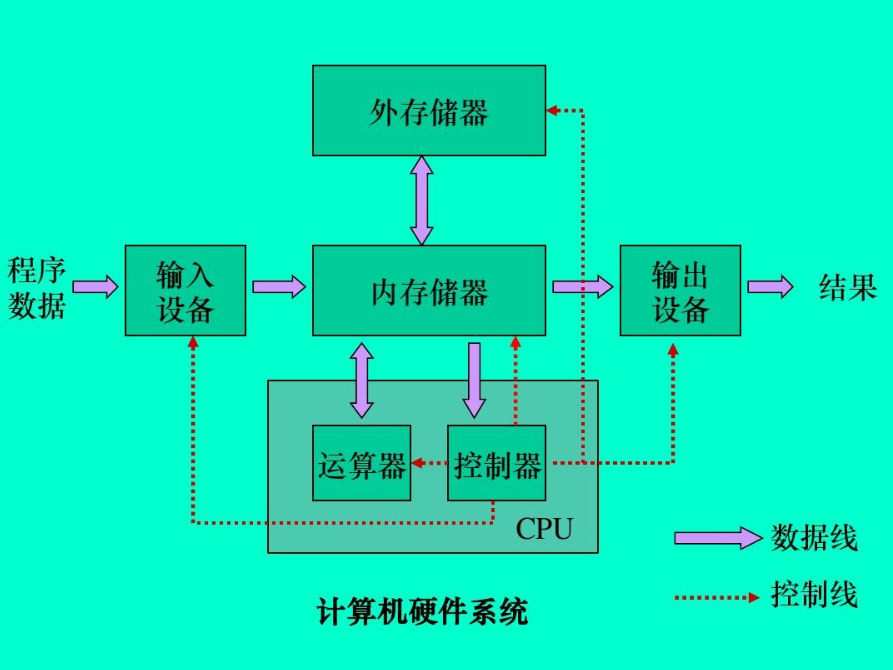 外存储器
程序
数据
输入
设备
内存储器
输出
设备
结果
运算器
控制器
CPU
数据线
控制线
计算机硬件系统